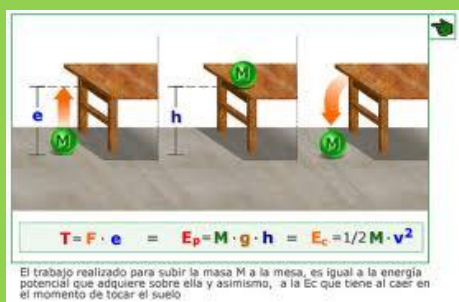 e
M
h
M
M
T = F · e = Ep = M · g · h = Ec = 1/2 M · v²
El trabajo realizado para subir la masa M a la mesa, es igual a la energia
potencial que adquiere sobre ella y asimismo, a la Ec que tiene al caer en
el momento de tocar el suelo